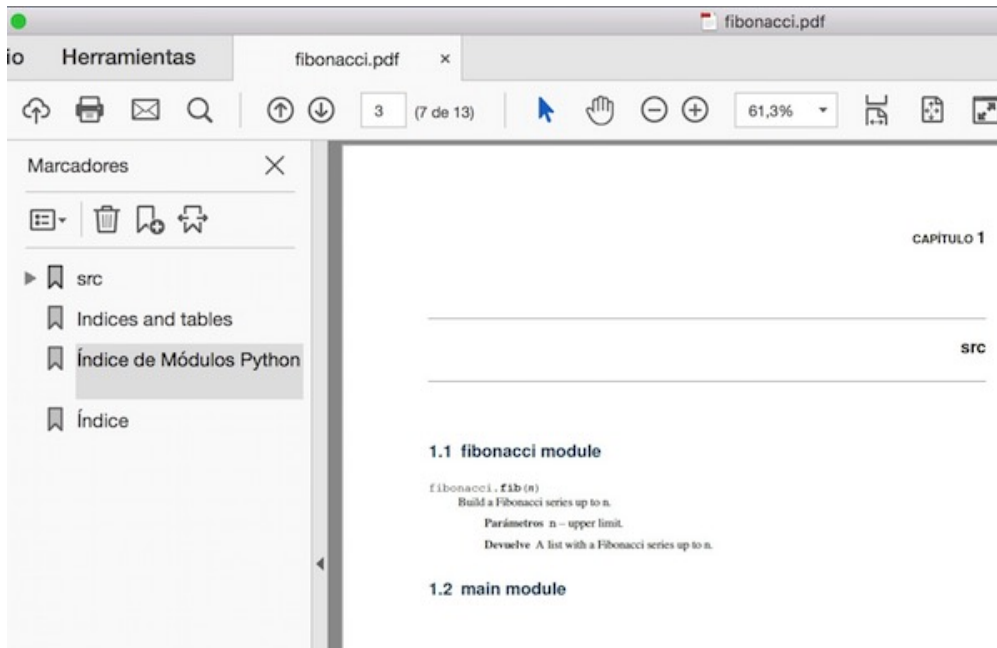 fibonacci.pdf
io Herramientas fibonacci.pdf ×
3 (7 de 13) 61,3%
Marcadores
src
Indices and tables
Índice de Módulos Python
Índice
CAPÍTULO 1
src
1.1 fibonacci module
fibonacci.fib(n)
Build a Fibonacci series up to n.
Parámetros n – upper limit.
Devuelve A list with a Fibonacci series up to n.
1.2 main module